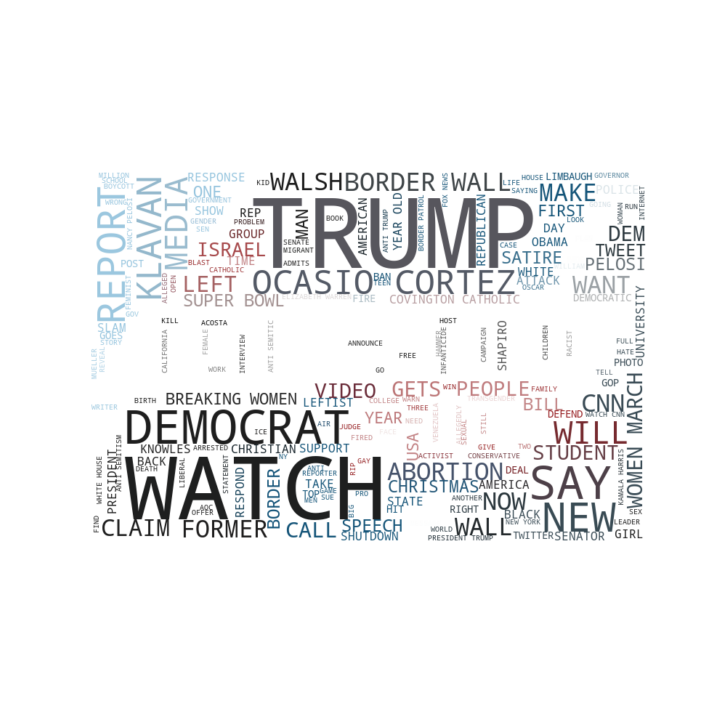 MILLION
SCHOOL
BOYCOTT
WRONG
REPORT
NANCY PELOSI
KLAVAN
MEDIA
RESPONSE
ONE
GOVERNMENT
SHOW
GENDER
SEN
KID
WALSH
BORDER WALL
TRUMP
REP
PROBLEM
GROUP
ISRAEL
TIME
BLAST
CATHOLIC
LEFT
ALLEGED
OPEN
POST
FEMINIST
GOV
SUPER BOWL
MAN
BOOK
SENATE
MIGRANT
ADMITS
AMERICAN
ANTI TRUMP
YEAR OLD
BORDER PATROL
FOX NEWS
REPUBLICAN
LIFE
HOUSE
LIMBAUGH
GOVERNOR
SAYING
MAKE
POLICE
FIRST
LOOK
DAY
OBAMA
CASE
SATIRE
WHITE
ATTACK
OSCAR
WOMAN
RUN
INTERNET
DEM
TWEET
PELOSI
WANT
DEMOCRATIC
OCASIO CORTEZ
BAN
TEEN
ELIZABETH WARREN
FIRE
COVINGTON CATHOLIC
SLAM
GOES
STORY
MUELLER
REVEAL
KILL
CALIFORNIA
ACOSTA
FEMALE
WORK
INTERVIEW
ANTI SEMITIC
ANNOUNCE
FREE
GO
HOST
HAMMER
INFANTICIDE
CAMPAIGN
SHAPIRO
CHILDREN
RACIST
FULL
HATE
PHOTO
UNIVERSITY
TELL
GOP
WRITER
BIRTH
BREAKING
WOMEN
LEFTIST
VIDEO
GETS
WIN
PEOPLE
FAMILY
TRANSGENDER
BILL
COLLEGE
WARN
THREE
YEAR
NEED
FIRED
USA
VENEZUELA
ALLEGEDLY
SEXUAL
STILL
CNN
DEFEND
WATCH CNN
WILL
WOMEN MARCH
DEMOCRAT
AIR
JUDGE
ICE
KNOWLES
ARRESTED
CHRISTIAN
SUPPORT
BACK
DEATH
LIBERAL
STATEMENT
WATCH
AOC
OFFER
WHITE HOUSE
ANTI SEMITISM
PRESIDENT
FIND
CLAIM
FORMER
RESPOND
BORDER
NY
ANTI
REPORTER
TAKE
TOP
GAME
SUE
MEN
RIP
GAY
PRO
BIG
CALL
SPEECH
SHUTDOWN
ACTIVIST
GIVE
CONSERVATIVE
TWO
ABORTION
DEAL
CHRISTMAS
AMERICA
STATE
HIT
ANOTHER
NOW
RIGHT
BLACK
NEW YORK
WORLD
WALL
PRESIDENT TRUMP
TWITTER
SENATOR
STUDENT
SAY
NEW
KAMALA HARRIS
SEX
LEADER
GIRL